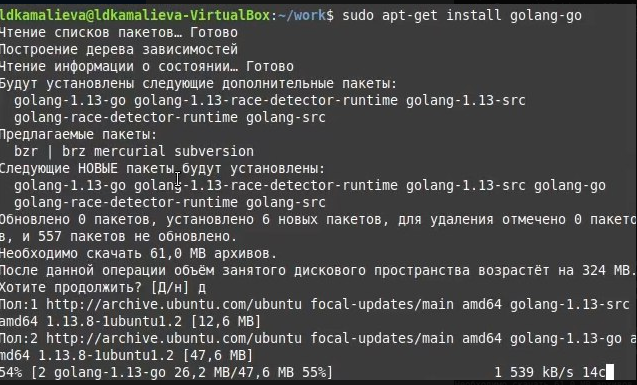 ldkamalieva@ldkamalieva-VirtualBox:~/work$ sudo apt-get install golang-go
Чтение списков пакетов… Готово
Построение дерева зависимостей
Чтение информации о состоянии… Готово
Будут установлены следующие дополнительные пакеты:
golang-1.13-go golang-1.13-race-detector-runtime golang-1.13-src
golang-race-detector-runtime golang-src
Предлагаемые пакеты:
bzr | brz mercurial subversion
Следующие НОВЫЕ пакеты будут установлены:
golang-1.13-go golang-1.13-race-detector-runtime golang-1.13-src golang-go
golang-race-detector-runtime golang-src
Обновлено 0 пакетов, установлено 6 новых пакетов, для удаления отмечено 0 пакето
в, и 557 пакетов не обновлено.
Необходимо скачать 61,0 MB архивов.
После данной операции объём занятого дискового пространства возрастёт на 324 MB.
Хотите продолжить? [Д/н] д
Пол:1 http://archive.ubuntu.com/ubuntu focal-updates/main amd64 golang-1.13-src
amd64 1.13.8-1ubuntu1.2 [12,6 MB]
Пол:2 http://archive.ubuntu.com/ubuntu focal-updates/main amd64 golang-1.13-go a
md64 1.13.8-1ubuntu1.2 [47,6 MB]
54% [2 golang-1.13-go 26,2 MB/47,6 MB 55%] 1 539 kB/s 14с